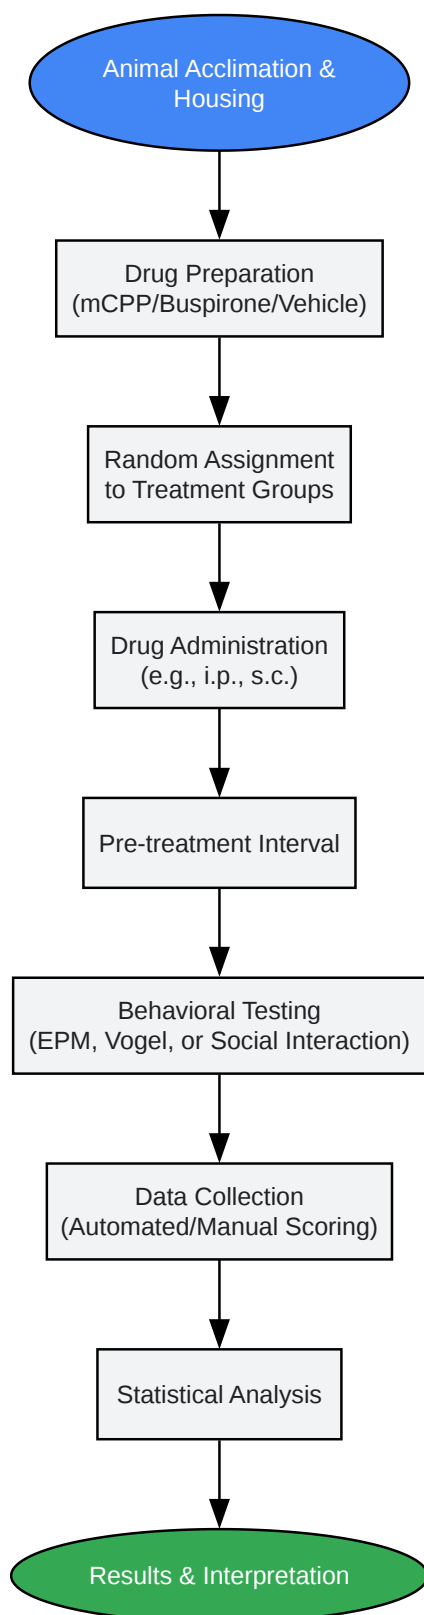 Animal Acclimation &
Housing
Drug Preparation
(mCPP/Buspirone/Vehicle)
Random Assignment
to Treatment Groups
Drug Administration
(e.g., i.p., s.c.)
Pre-treatment Interval
Behavioral Testing
(EPM, Vogel, or Social Interaction)
Data Collection
(Automated/Manual Scoring)
Statistical Analysis
Results & Interpretation